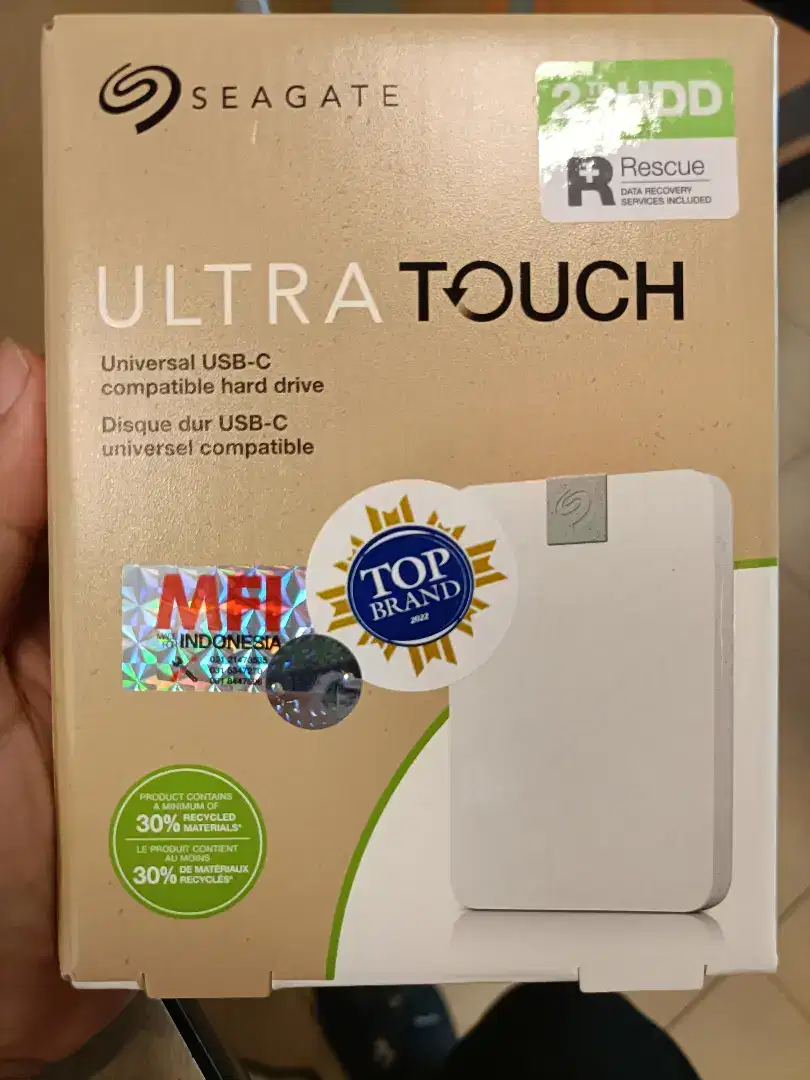 SEAGATE
2TB HDD
Rescue
DATA RECOVERY
SERVICES INCLUDED
ULTRA TOUCH
Universal USB-C
compatible hard drive
Disque dur USB-C
universel compatible
TOP
BRAND
2022
MFI
MADE
FOR
INDONESIA
PRODUCT CONTAINS
A MINIMUM OF
30% RECYCLED
MATERIALS*
LE PRODUIT CONTIENT
AU MOINS
30% DE MATÉRIAUX
RECYCLÉS*